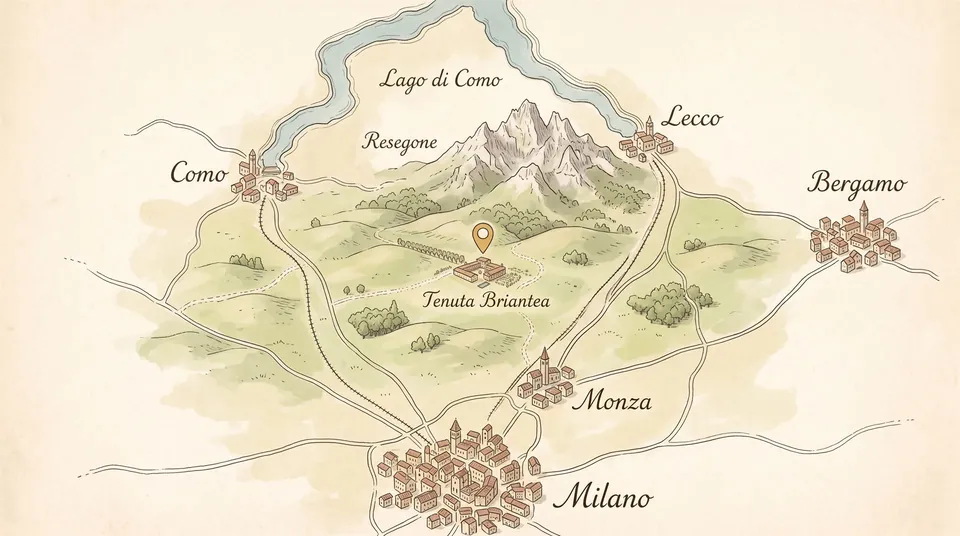 Lago di Como
Lecco
Resegone
Como
Bergamo
Tenuta Briantea
Monza
Milano